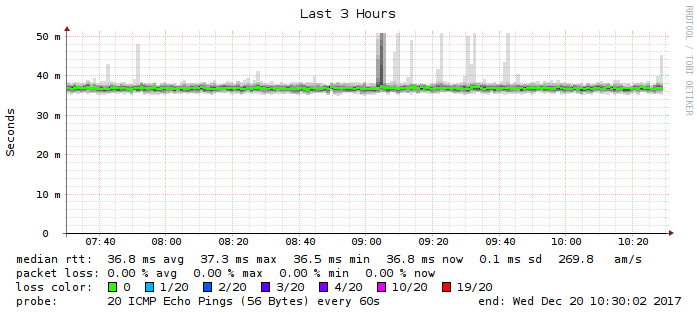 Last 3 Hours
RRDTOOL / TOBI OETIKER
Seconds
50 m
40 m
30 m
20 m
10 m
0
07:40 08:00 08:20 08:40 09:00 09:20 09:40 10:00 10:20
median rtt: 36.8 ms avg 37.3 ms max 36.5 ms min 36.8 ms now 0.1 ms sd 269.8 am/s
packet loss: 0.00 % avg 0.00 % max 0.00 % min 0.00 % now
loss color: 0 1/20 2/20 3/20 4/20 10/20 19/20
probe: 20 ICMP Echo Pings (56 Bytes) every 60s end: Wed Dec 20 10:30:02 2017